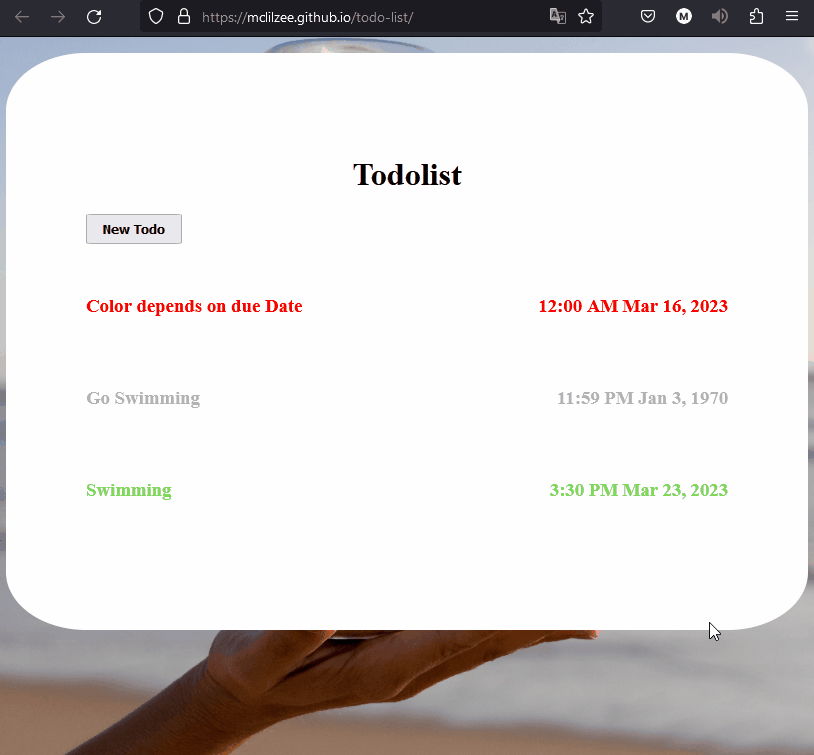 https://mclilzee.github.io/todo-list/
M
Todolist
New Todo
Color depends on due Date 12:00 AM Mar 16, 2023
Go Swimming 11:59 PM Jan 3, 1970
Swimming 3:30 PM Mar 23, 2023